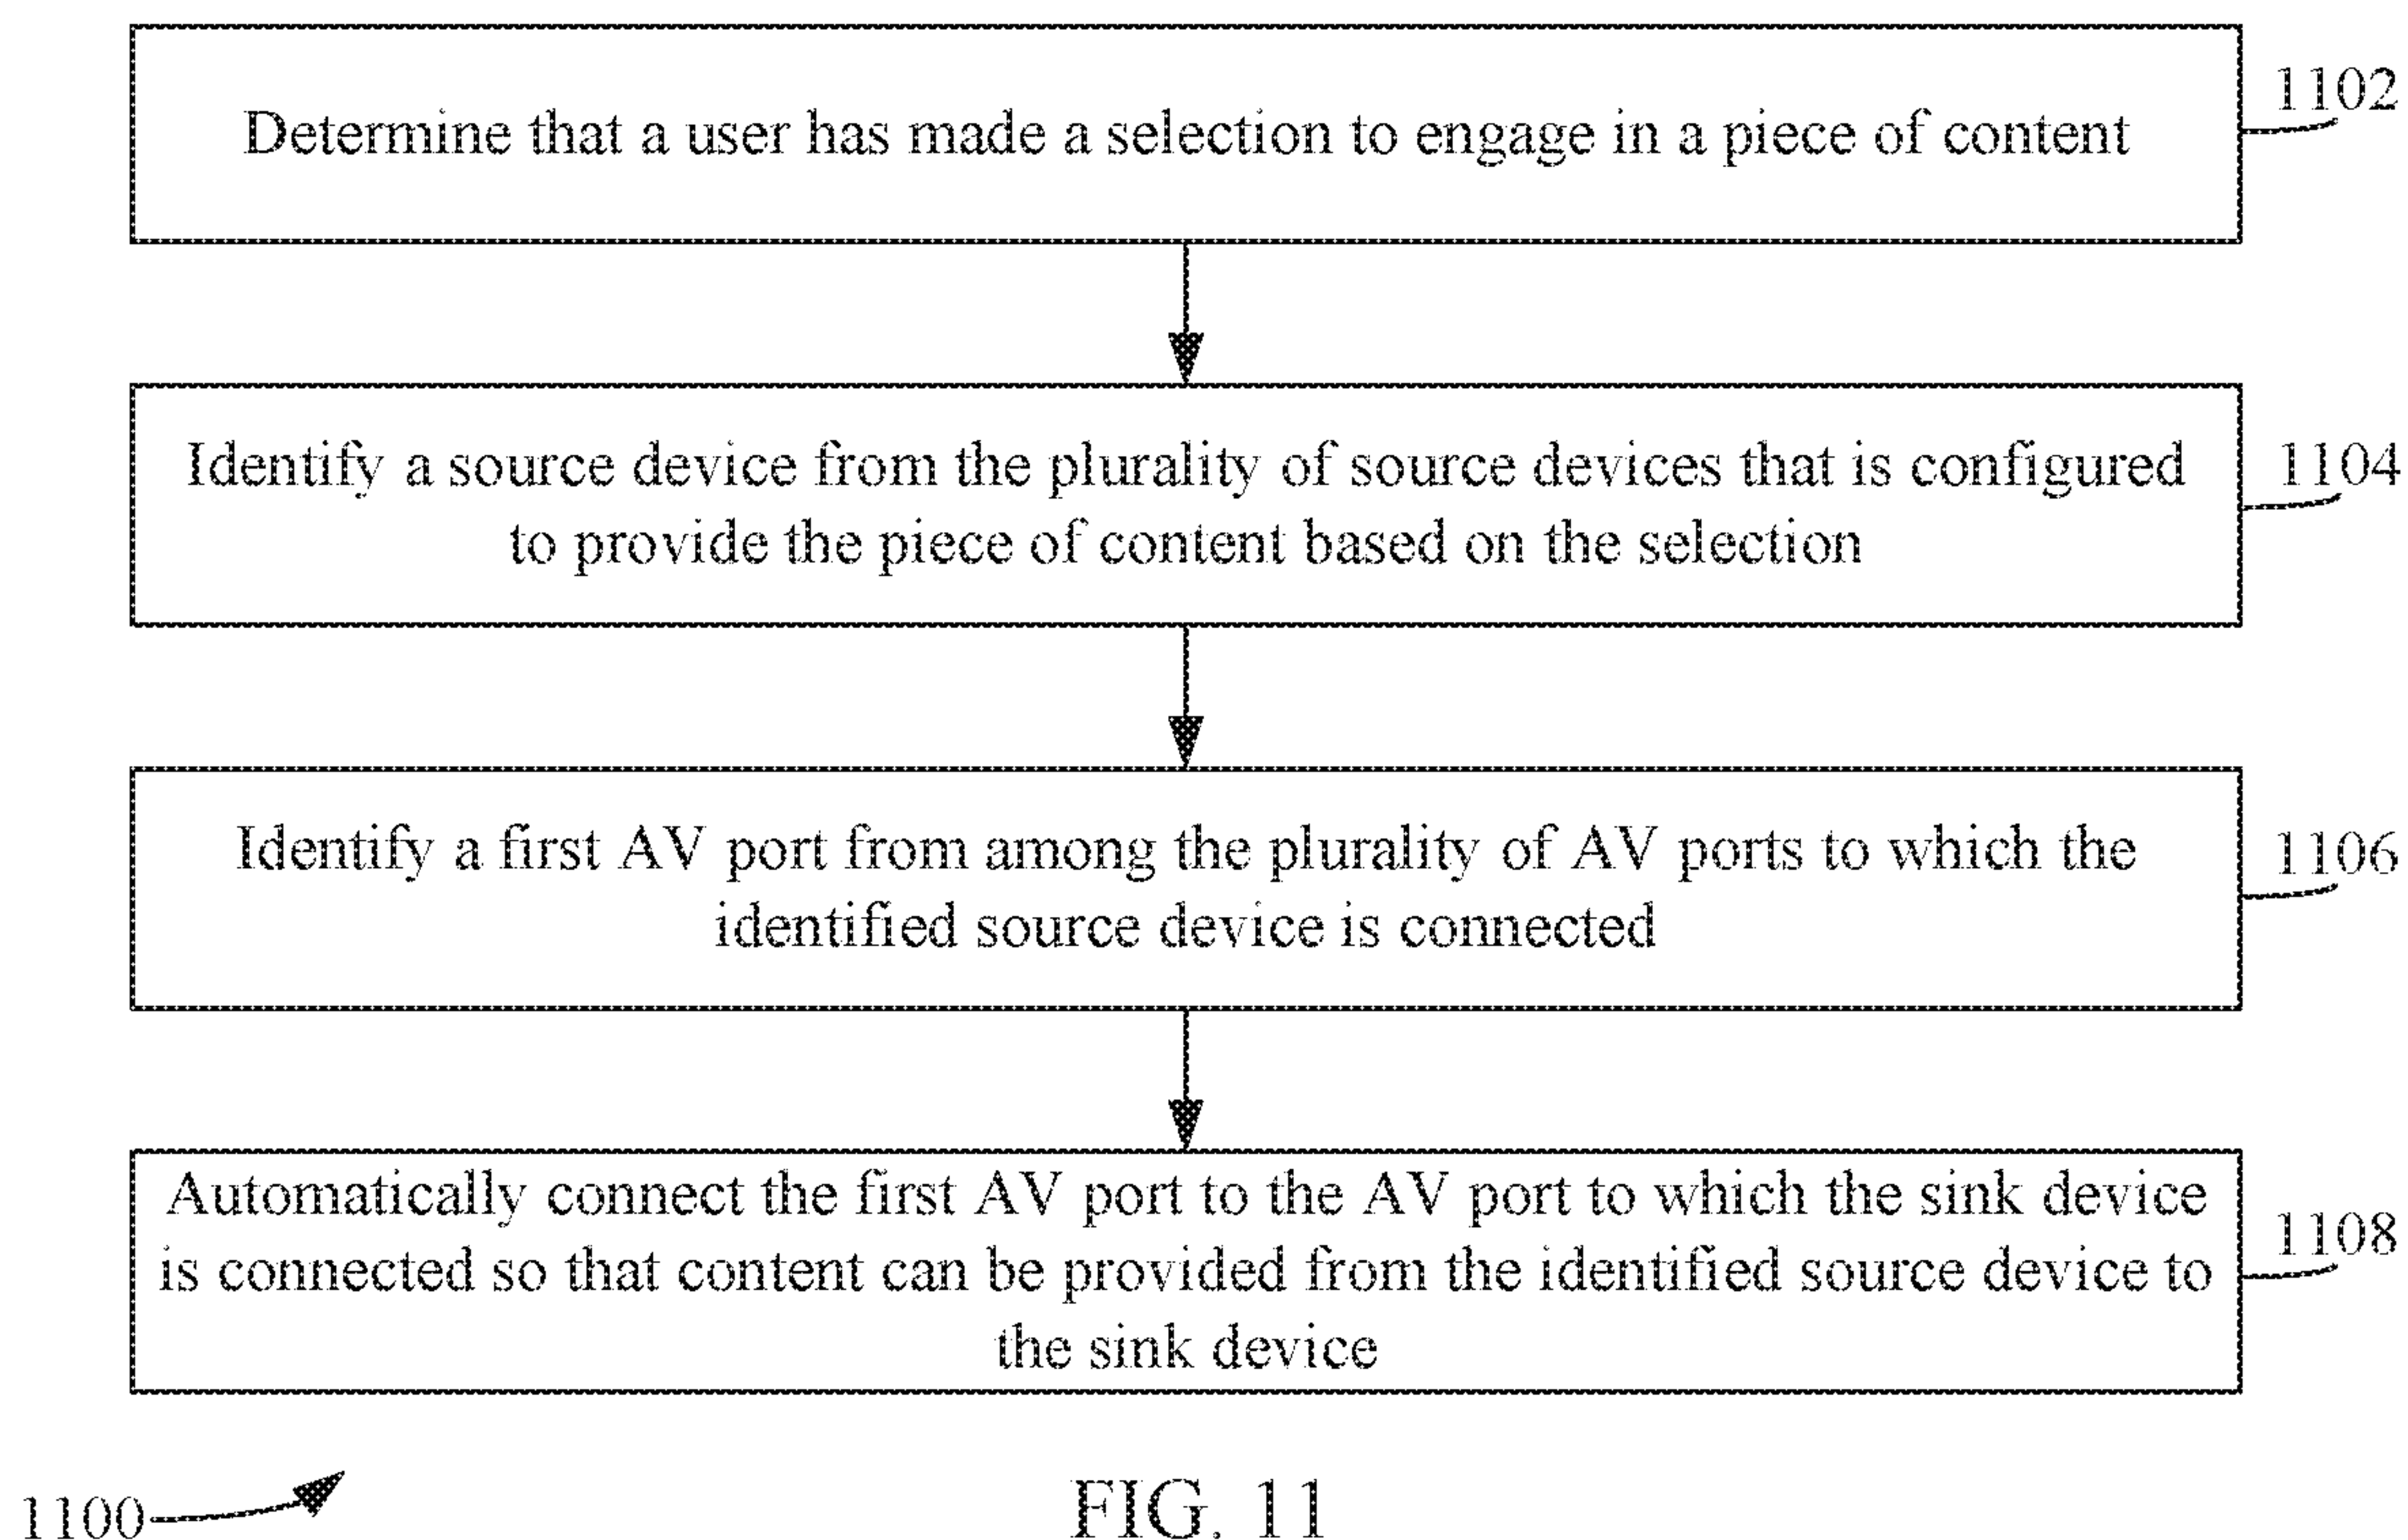 Determine that a user has made a selection to engage in a piece of content
1102
Identify a source device from the plurality of source devices that is configured
to provide the piece of content based on the selection
1104
Identify a first AV port from among the plurality of AV ports to which the
identified source device is connected
1106
Automatically connect the first AV port to the AV port to which the sink device
is connected so that content can be provided from the identified source device to
the sink device
1108
1100
FIG. 11